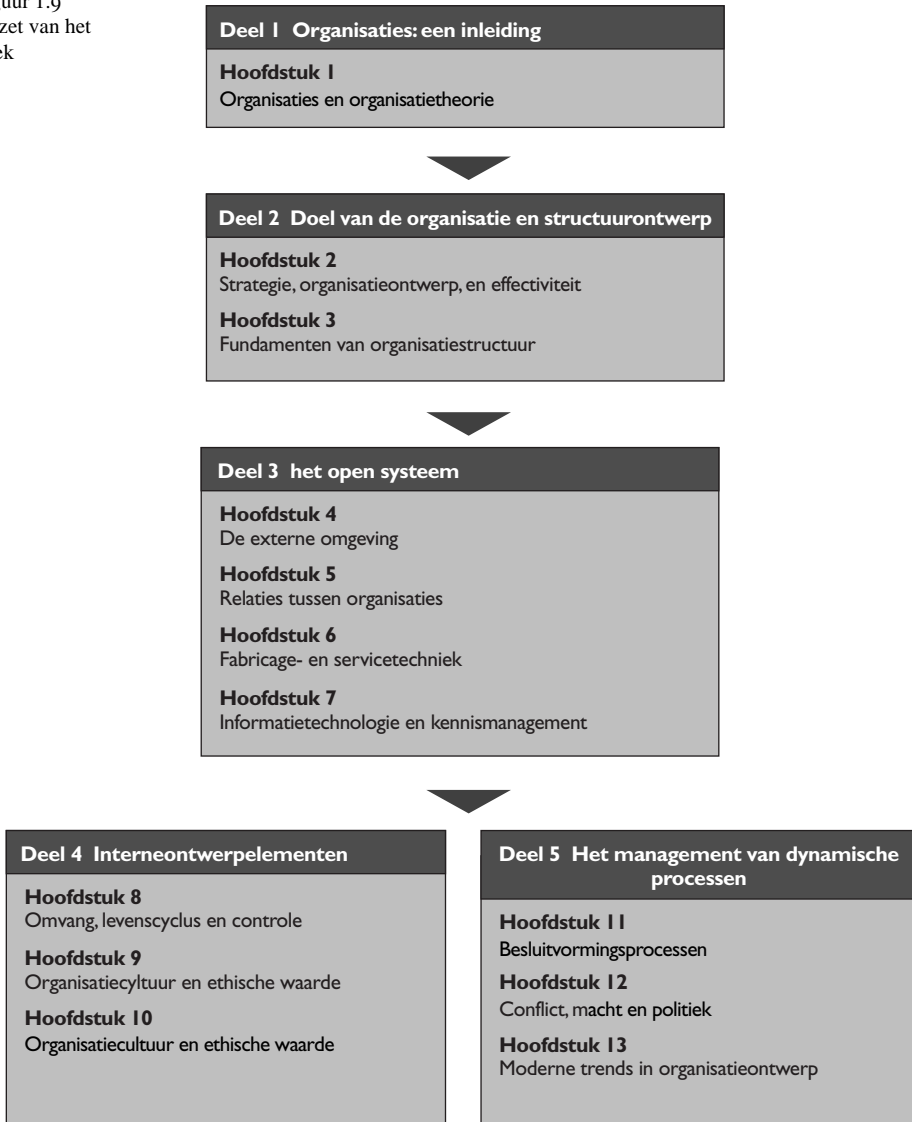 1.9
zet van het
Deel 1 Organisaties: een inleiding
Hoofdstuk 1
Organisaties en organisatietheorie
Deel 2 Doel van de organisatie en structuurontwerp
Hoofdstuk 2
Strategie, organisatieontwerp, en effectiviteit
Hoofdstuk 3
Fundamenten van organisatiestructuur
Deel 3 het open systeem
Hoofdstuk 4
De externe omgeving
Hoofdstuk 5
Relaties tussen organisaties
Hoofdstuk 6
Fabricage- en servicetechniek
Hoofdstuk 7
Informatietechnologie en kennismanagement
Deel 4 Interneontwerpelementen
Hoofdstuk 8
Omvang, levenscyclus en controle
Hoofdstuk 9
Organisatiecyltuur en ethische waarde
Hoofdstuk 10
Organisatiecultuur en ethische waarde
Deel 5 Het management van dynamische
processen
Hoofdstuk 11
Besluitvormingsprocessen
Hoofdstuk 12
Conflict, macht en politiek
Hoofdstuk 13
Moderne trends in organisatieontwerp